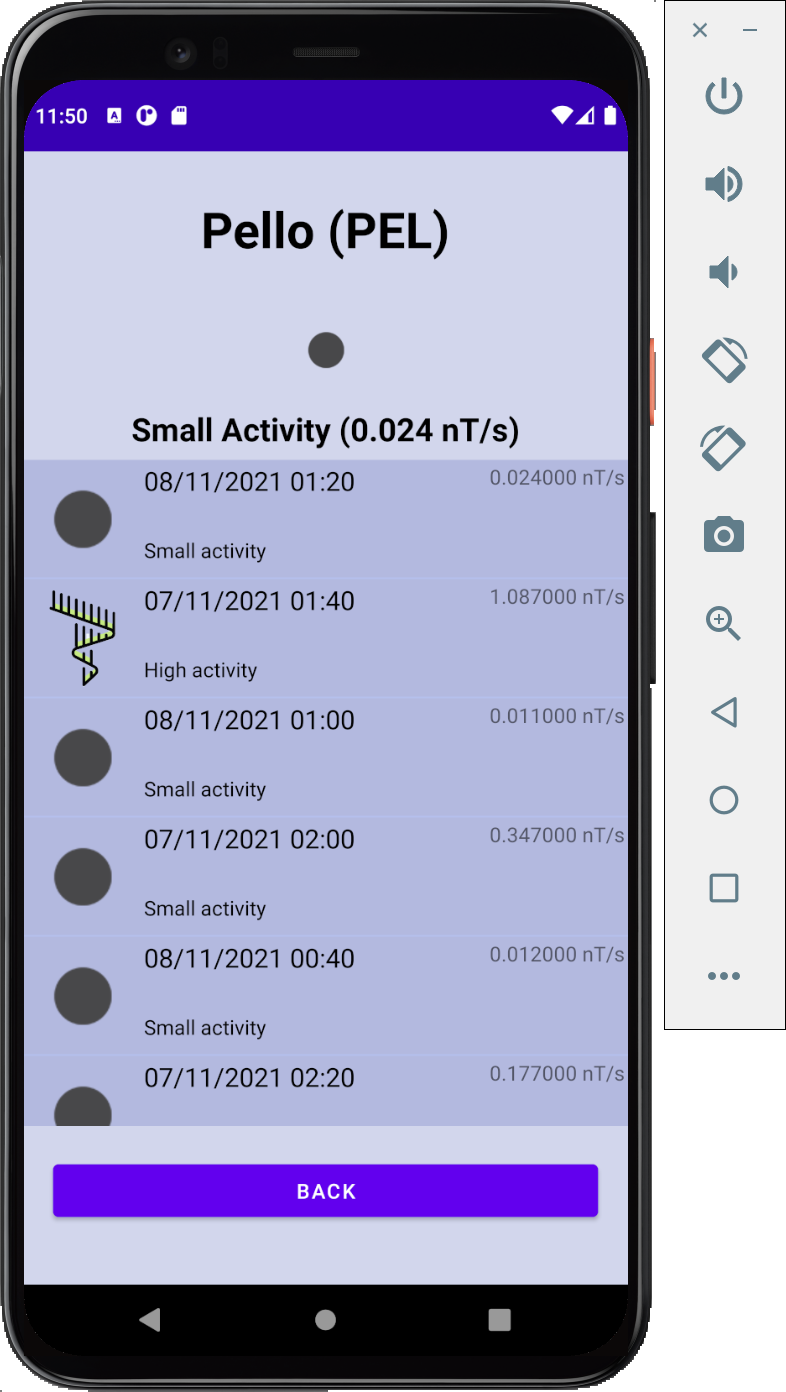 11:50
Pello (PEL)
Small Activity (0.024 nT/s)
08/11/2021 01:20 0.024000 nT/s
Small activity
07/11/2021 01:40 1.087000 nT/s
High activity
08/11/2021 01:00 0.011000 nT/s
Small activity
07/11/2021 02:00 0.347000 nT/s
Small activity
08/11/2021 00:40 0.012000 nT/s
Small activity
07/11/2021 02:20 0.177000 nT/s
BACK